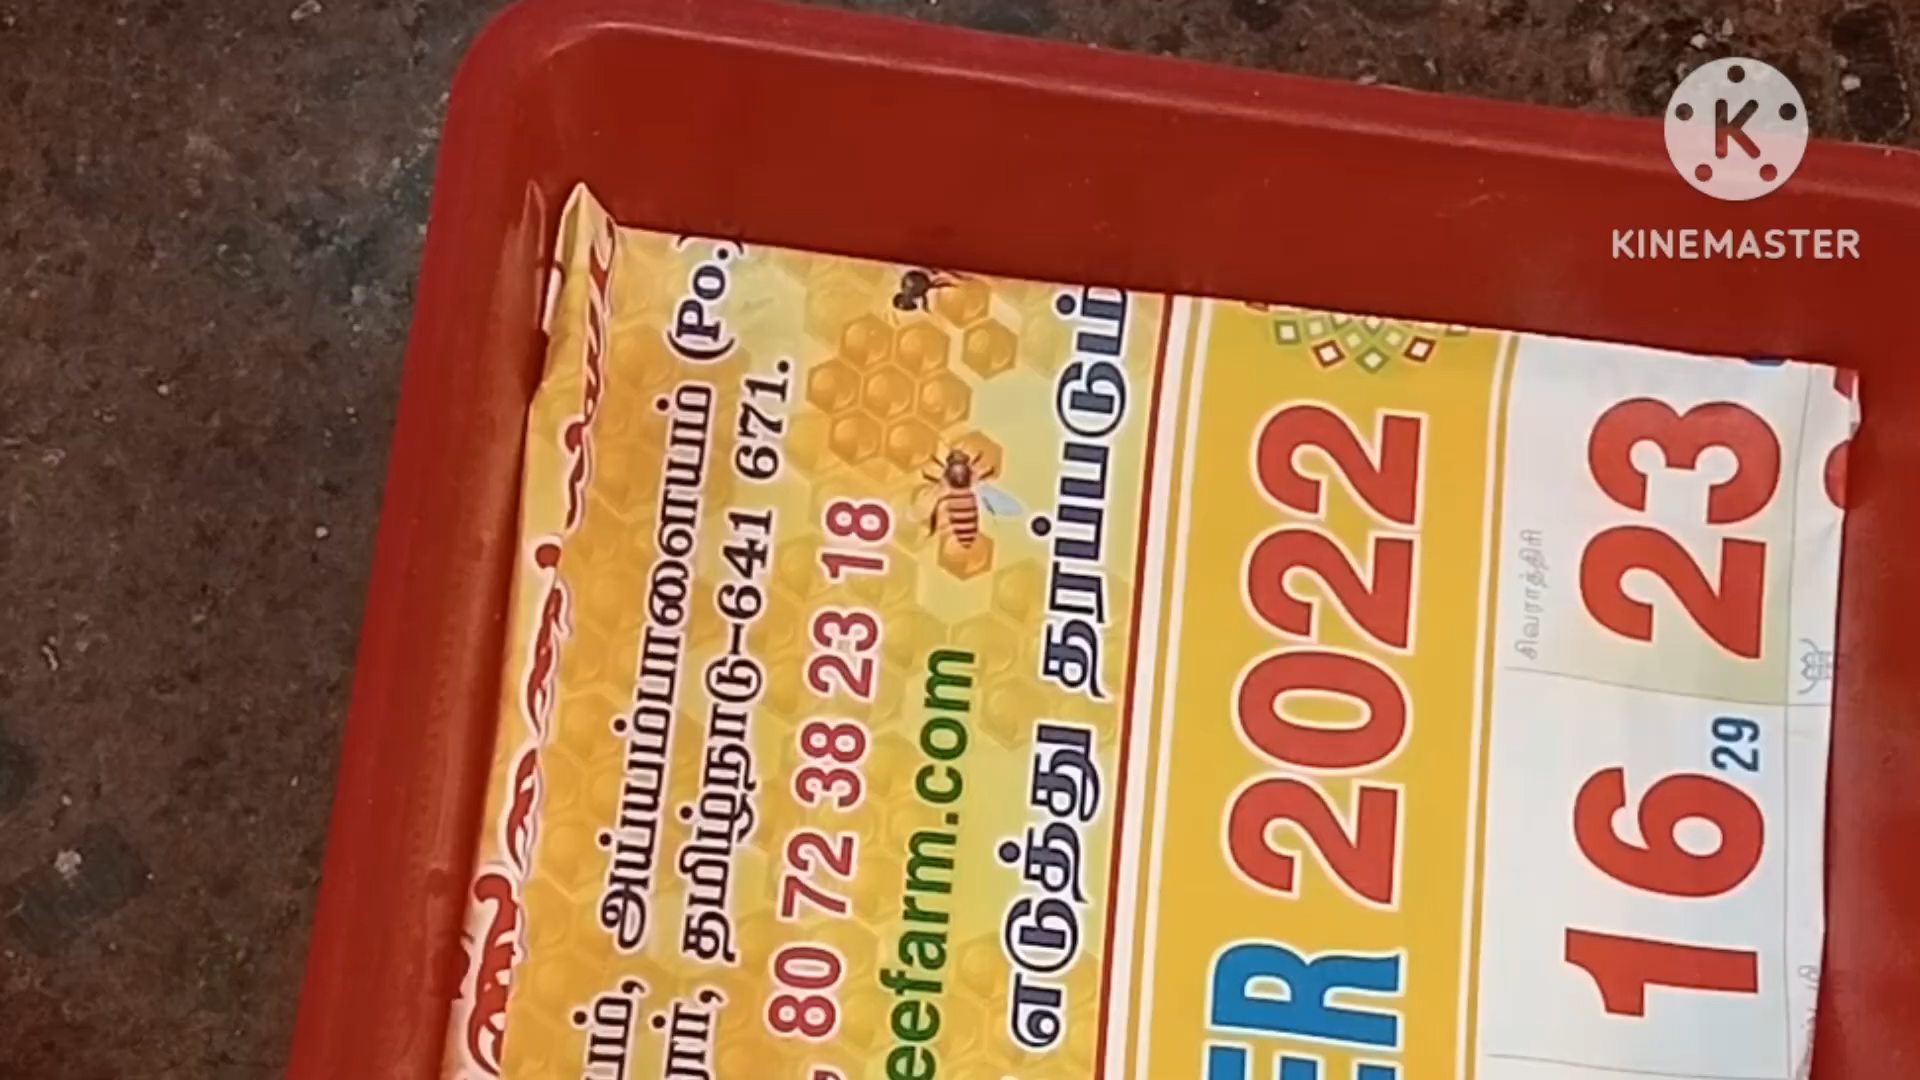 KINEMASTER
அய்யம்பாளையம் (Po.)
தமிழ்நாடு-641 671.
80 72 38 23 18
eefarm.com
எடுத்து தரப்படும்
ER 2022
சிவராத்திரி
16 29 23